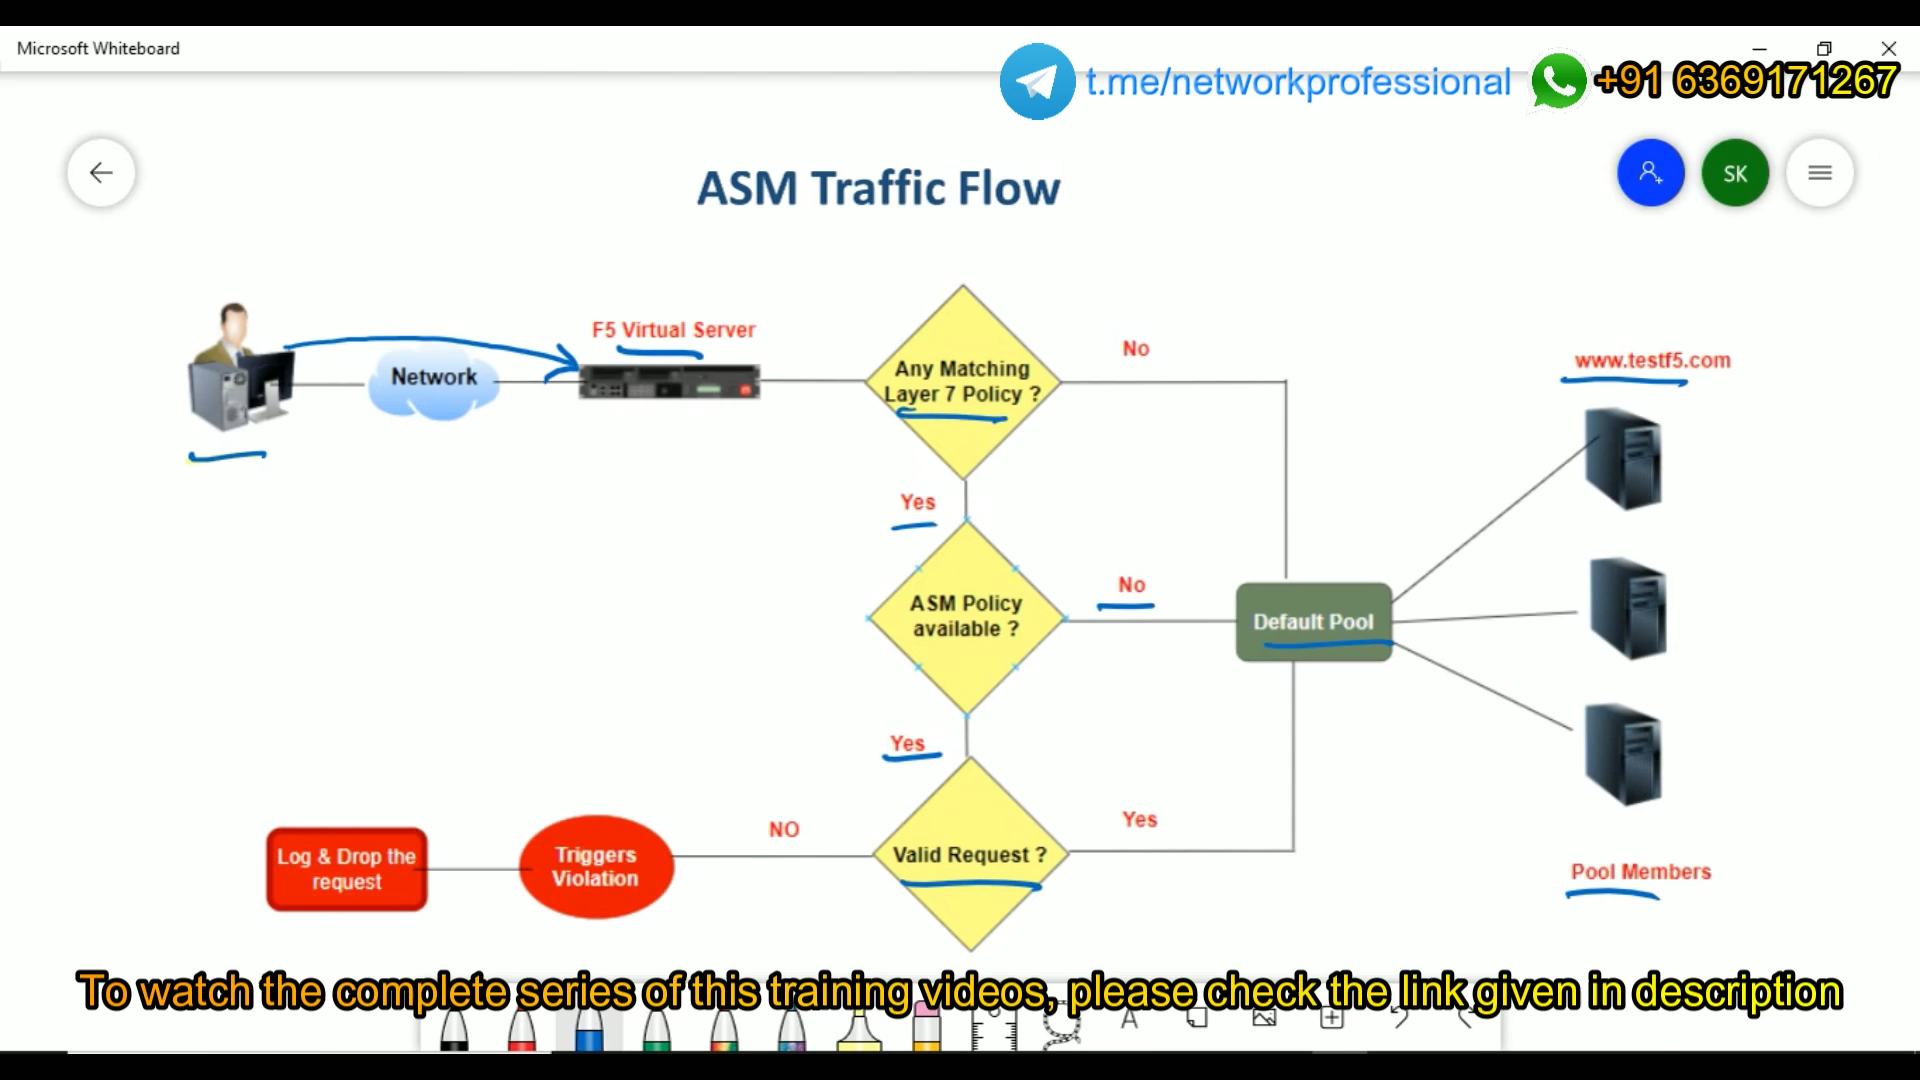 Microsoft Whiteboard
t.me/networkprofessional
+91 6369171267
ASM Traffic Flow
SK
F5 Virtual Server
Network
Any Matching
Layer 7 Policy ?
No
www.testf5.com
Yes
ASM Policy
available ?
No
Default Pool
Yes
Valid Request ?
Yes
NO
Triggers
Violation
Log & Drop the
request
Pool Members
To watch the complete series of this training videos, please check the link given in description
A